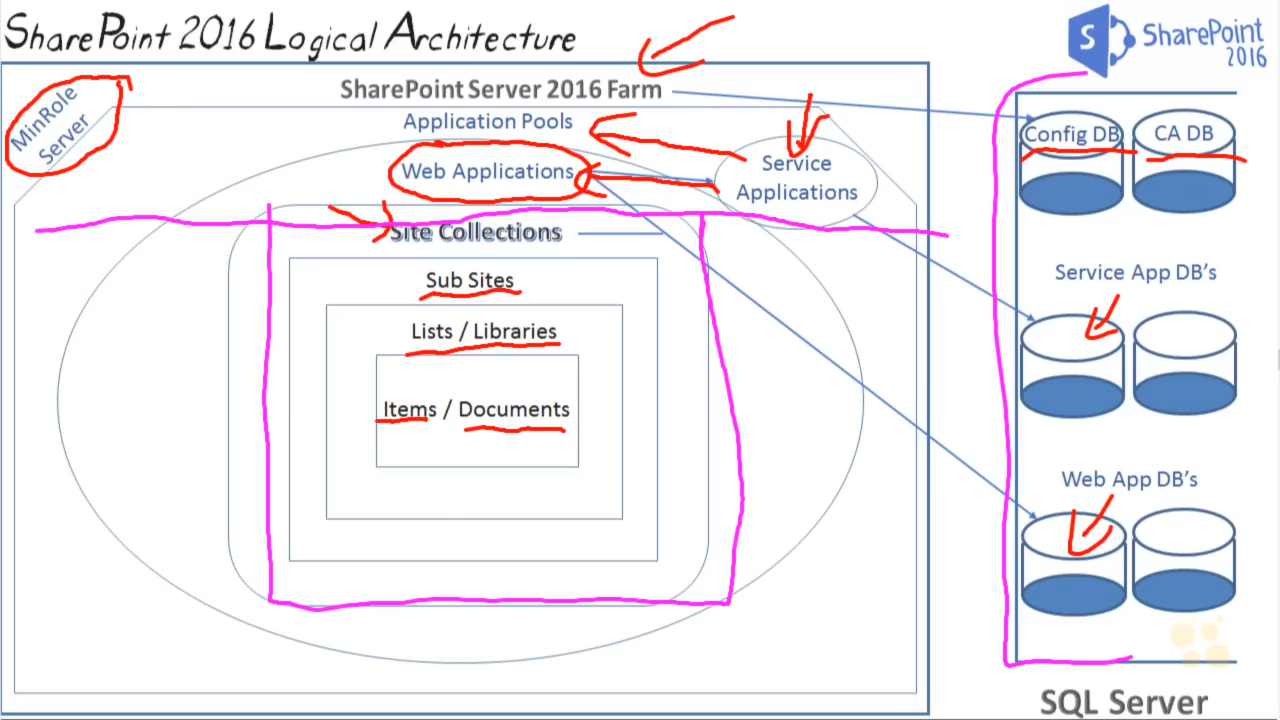 SharePoint 2016 Logical Architecture
S
SharePoint
2016
MinRole
Server
SharePoint Server 2016 Farm
Application Pools
Web Applications
Service
Applications
Site Collections
Sub Sites
Lists / Libraries
Items / Documents
Config DB
CA DB
Service App DB's
Web App DB's
SQL Server